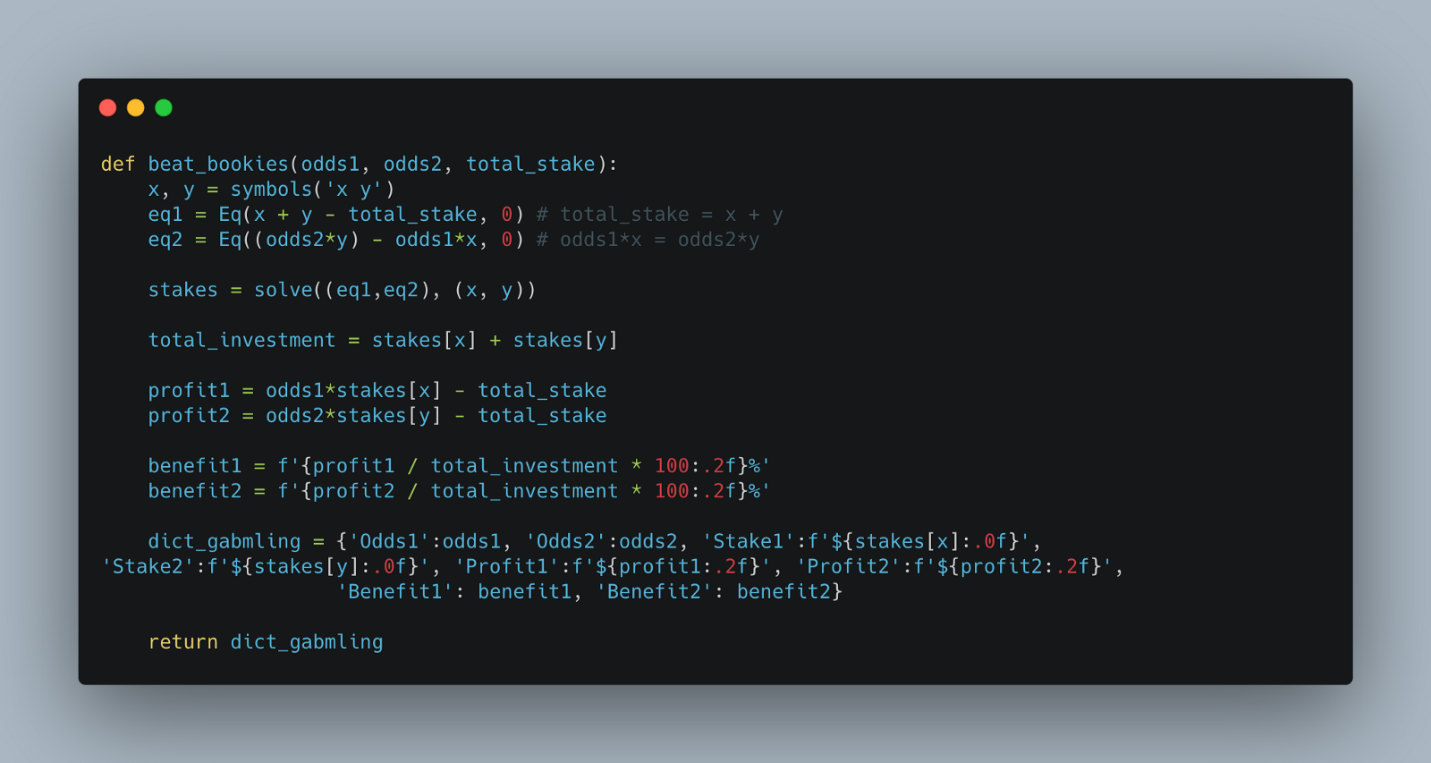 def beat_bookies(odds1, odds2, total_stake):
    x, y = symbols('x y')
    eq1 = Eq(x + y - total_stake, 0) # total_stake = x + y
    eq2 = Eq((odds2*y) - odds1*x, 0) # odds1*x = odds2*y

    stakes = solve((eq1,eq2), (x, y))

    total_investment = stakes[x] + stakes[y]

    profit1 = odds1*stakes[x] - total_stake
    profit2 = odds2*stakes[y] - total_stake

    benefit1 = f'{profit1 / total_investment * 100:.2f}%'
    benefit2 = f'{profit2 / total_investment * 100:.2f}%'

    dict_gabmling = {'Odds1':odds1, 'Odds2':odds2, 'Stake1':f'${stakes[x]:.0f}',
'Stake2':f'${stakes[y]:.0f}', 'Profit1':f'${profit1:.2f}', 'Profit2':f'${profit2:.2f}',
                    'Benefit1': benefit1, 'Benefit2': benefit2}

    return dict_gabmling